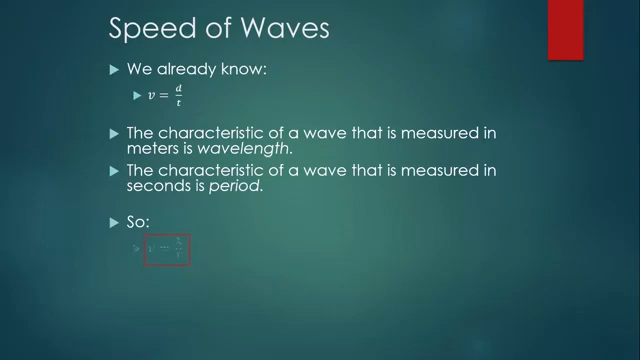 Speed of Waves
We already know:
v = d/t
The characteristic of a wave that is measured in
meters is wavelength.
The characteristic of a wave that is measured in
seconds is period.
So: